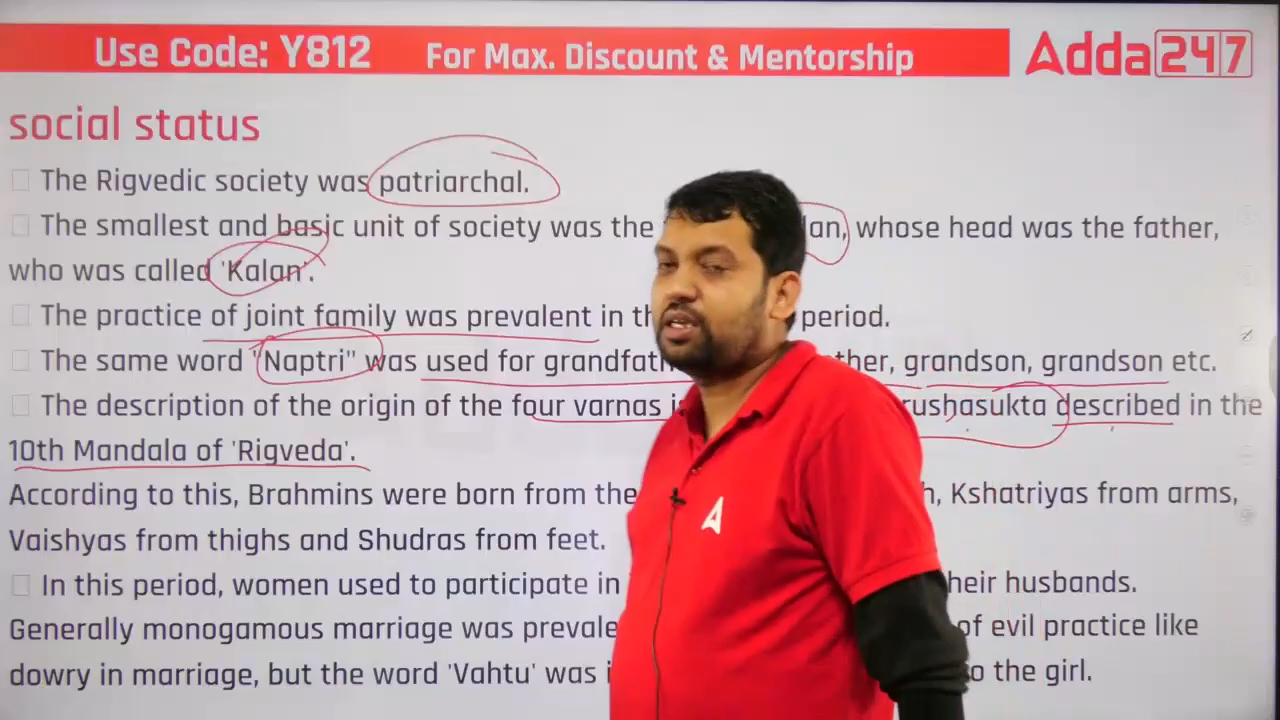 Use Code: Y812 For Max. Discount & Mentorship Adda247
social status
The Rigvedic society was patriarchal.
The smallest and basic unit of society was the lan, whose head was the father,
who was called 'Kalan'.
The practice of joint family was prevalent in period.
The same word "Naptri" was used for grandfat ther, grandson, grandson etc.
The description of the origin of the four varnas rushasukta described in the
10th Mandala of 'Rigveda'.
According to this, Brahmins were born from the h, Kshatriyas from arms,
Vaishyas from thighs and Shudras from feet.
In this period, women used to participate in heir husbands.
Generally monogamous marriage was prevale of evil practice like
dowry in marriage, but the word 'Vahtu' was the girl.